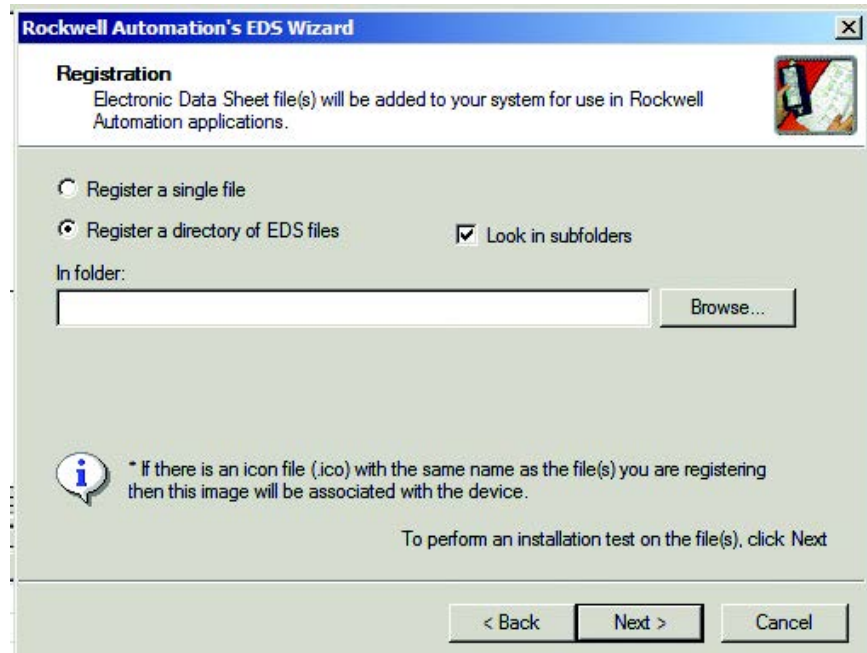 Rockwell Automation's EDS Wizard
Registration
Electronic Data Sheet file(s) will be added to your system for use in Rockwell
Automation applications.
Register a single file
Register a directory of EDS files
Look in subfolders
In folder:
Browse...
* If there is an icon file (.ico) with the same name as the file(s) you are registering
then this image will be associated with the device.
To perform an installation test on the file(s), click Next
< Back
Next >
Cancel